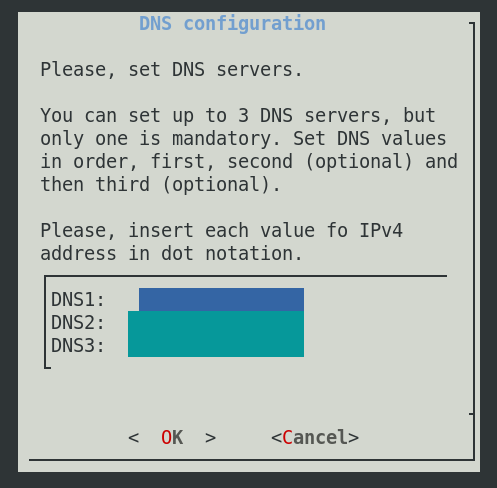 DNS configuration
Please, set DNS servers.
You can set up to 3 DNS servers, but
only one is mandatory. Set DNS values
in order, first, second (optional) and
then third (optional).
Please, insert each value fo IPv4
address in dot notation.
DNS1:
DNS2:
DNS3:
<  OK  >     <Cancel>